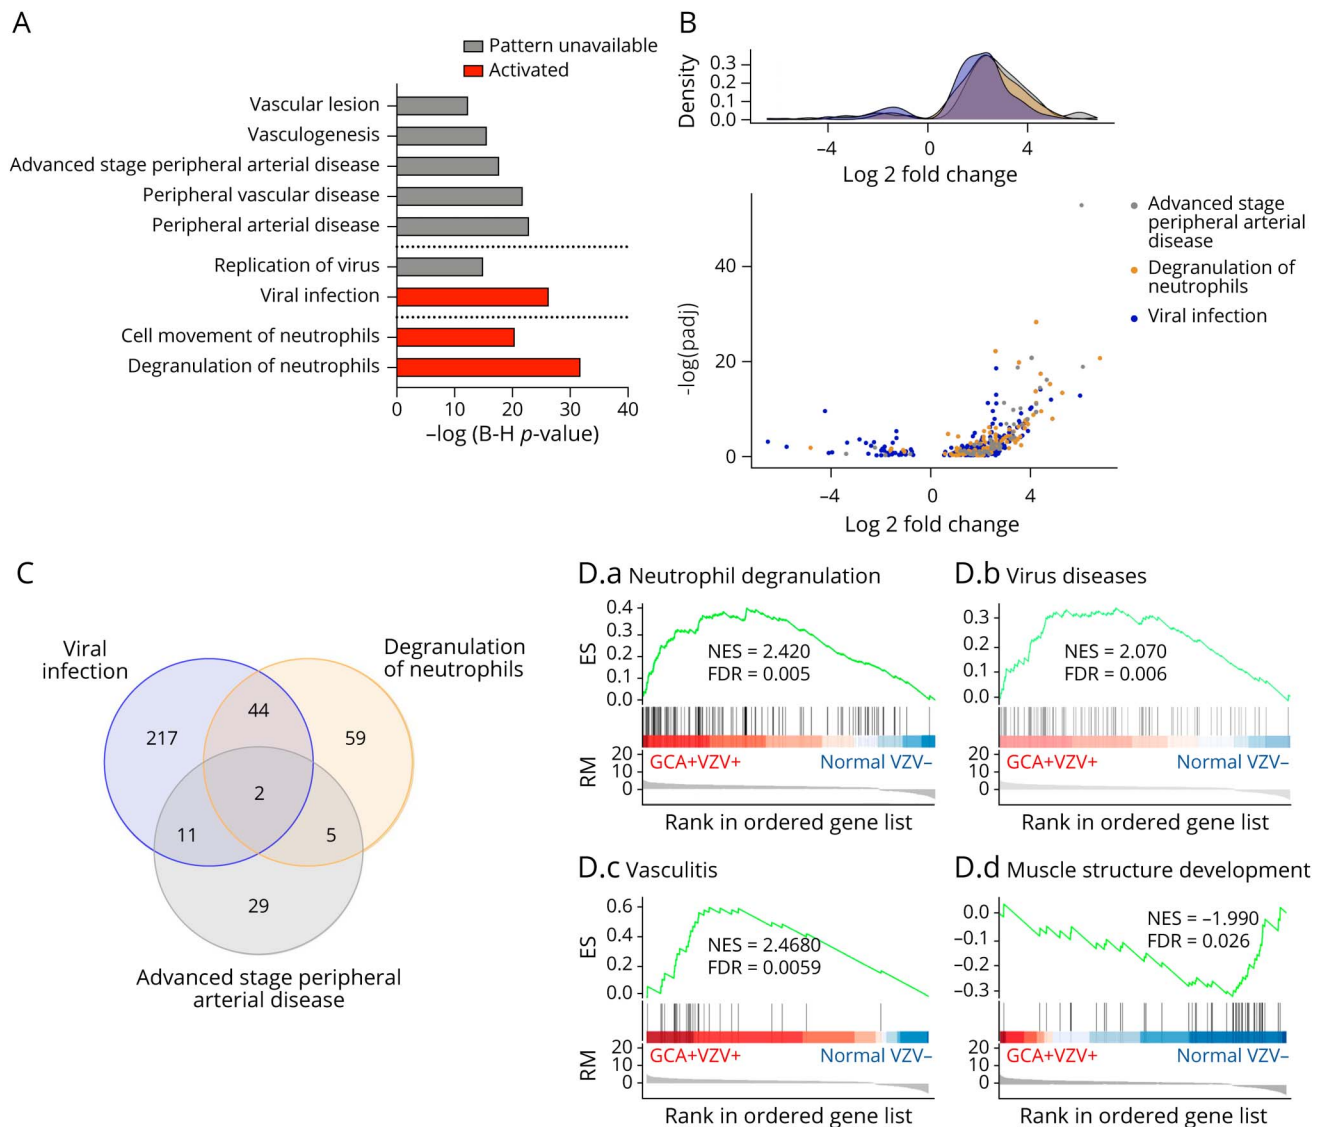 A
Pattern unavailable
Activated
Vascular lesion
Vasculogenesis
Advanced stage peripheral arterial disease
Peripheral vascular disease
Peripheral arterial disease
Replication of virus
Viral infection
Cell movement of neutrophils
Degranulation of neutrophils
0 10 20 30 40
–log (B-H p-value)
B
Density
0.3
0.2
0.1
0.0
−4 0 4
Log 2 fold change
-log(padj)
40
20
0
−4 0 4
Log 2 fold change
Advanced stage
peripheral arterial
disease
Degranulation of
neutrophils
Viral infection
C
Viral
infection
Degranulation
of neutrophils
217
44
59
2
11
5
29
Advanced stage peripheral
arterial disease
D.a Neutrophil degranulation
ES
0.4
0.3
0.2
0.1
0.0
NES = 2.420
FDR = 0.005
RM
20
10
0
GCA+VZV+ Normal VZV−
Rank in ordered gene list
D.b Virus diseases
0.3
0.2
0.1
0.0
NES = 2.070
FDR = 0.006
20
10
0
GCA+VZV+ Normal VZV−
Rank in ordered gene list
D.c Vasculitis
ES
0.6
0.4
0.2
0.0
NES = 2.4680
FDR = 0.0059
RM
20
10
0
GCA+VZV+ Normal VZV−
Rank in ordered gene list
D.d Muscle structure development
0.0
−0.1
−0.2
−0.3
NES = –1.990
FDR = 0.026
20
10
0
GCA+VZV+ Normal VZV−
Rank in ordered gene list